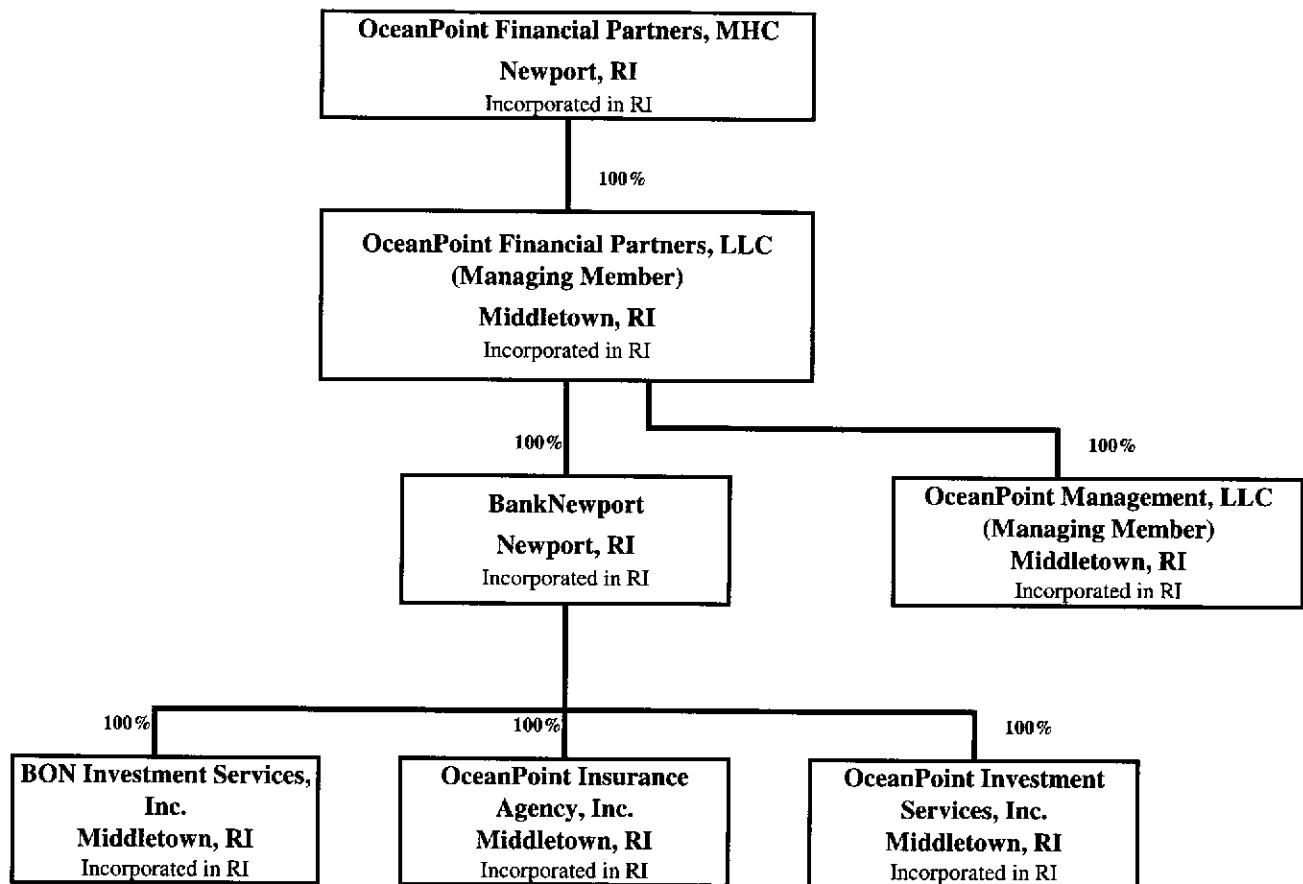 OceanPoint Financial Partners, MHC
Newport, RI
Incorporated in RI
100%
OceanPoint Financial Partners, LLC
(Managing Member)
Middletown, RI
Incorporated in RI
100%
100%
BankNewport
Newport, RI
Incorporated in RI
OceanPoint Management, LLC
(Managing Member)
Middletown, RI
Incorporated in RI
100%
100%
100%
BON Investment Services,
Inc.
Middletown, RI
Incorporated in RI
OceanPoint Insurance
Agency, Inc.
Middletown, RI
Incorporated in RI
OceanPoint Investment
Services, Inc.
Middletown, RI
Incorporated in RI